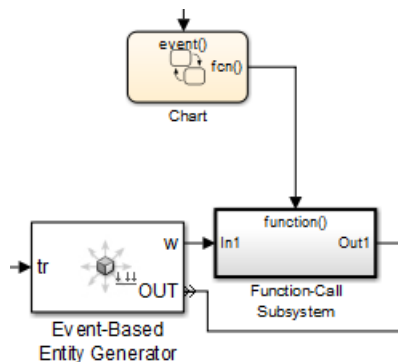 event()
fcn()
Chart
function()
w
In1
Out1
tr
OUT
Function-Call
Subsystem
Event-Based
Entity Generator